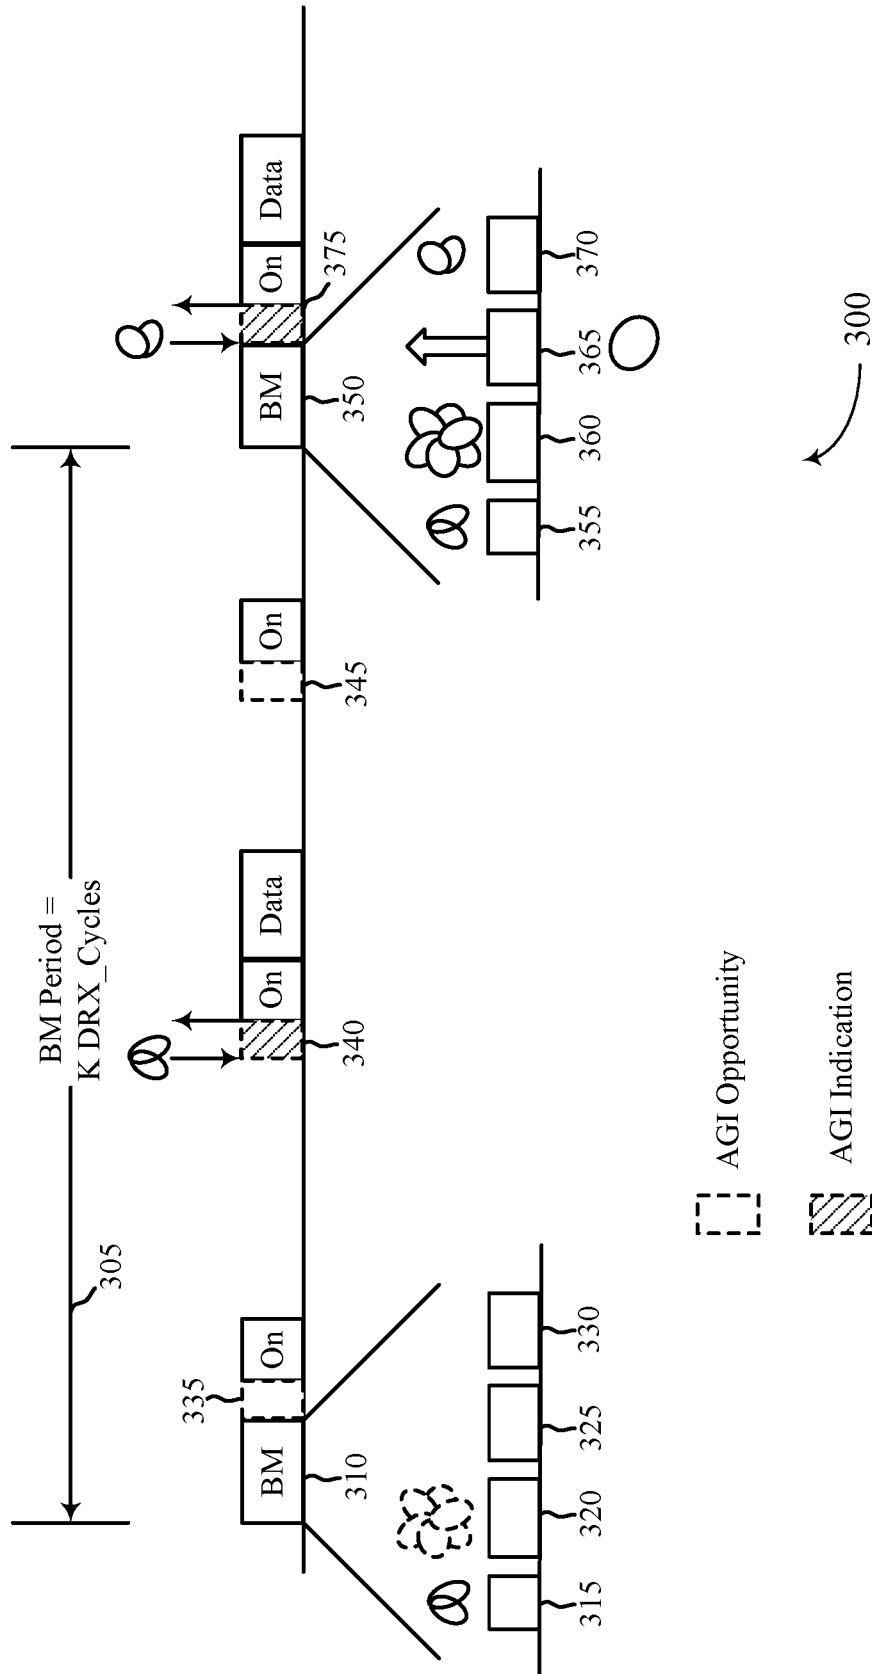 BM Period =
K DRX_Cycles
305
335
BM
On
On
Data
On
BM
On
Data
310
340
345
350
375
315
320
325
330
355
360
365
370
AGI Opportunity
AGI Indication
300